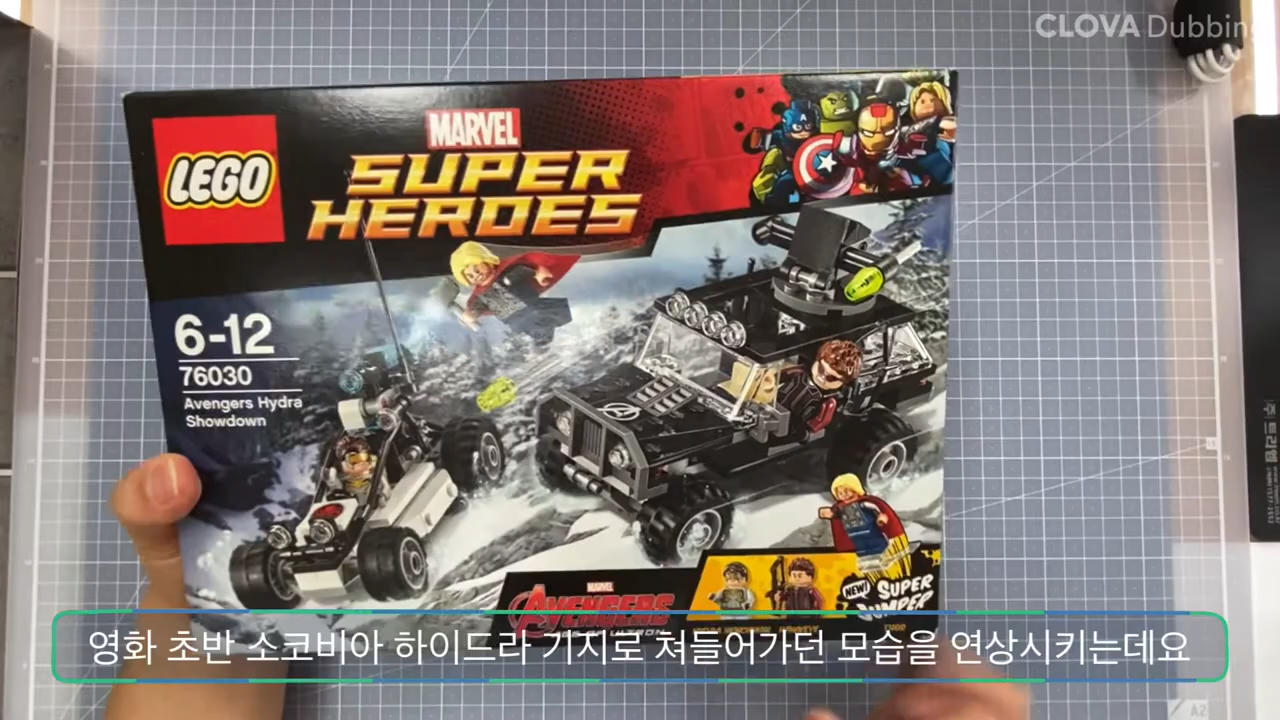 CLOVA Dubbing
LEGO
MARVEL
SUPER
HEROES
6-12
76030
Avengers Hydra
Showdown
MARVEL
AVENGERS
NEW!
SUPER
JUMPER
THOR
영화 초반 소코비아 하이드라 기지로 쳐들어가던 모습을 연상시키는데요
A2